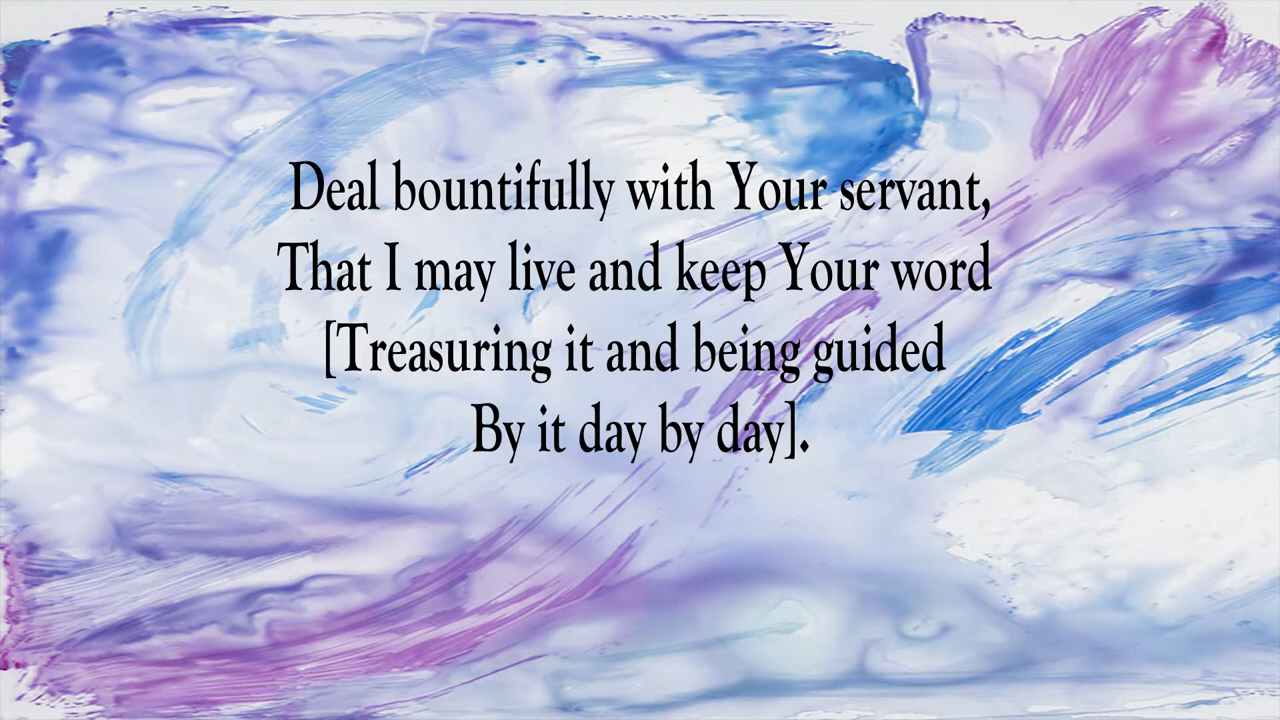 Deal bountifully with Your servant,
That I may live and keep Your word
[Treasuring it and being guided
By it day by day].